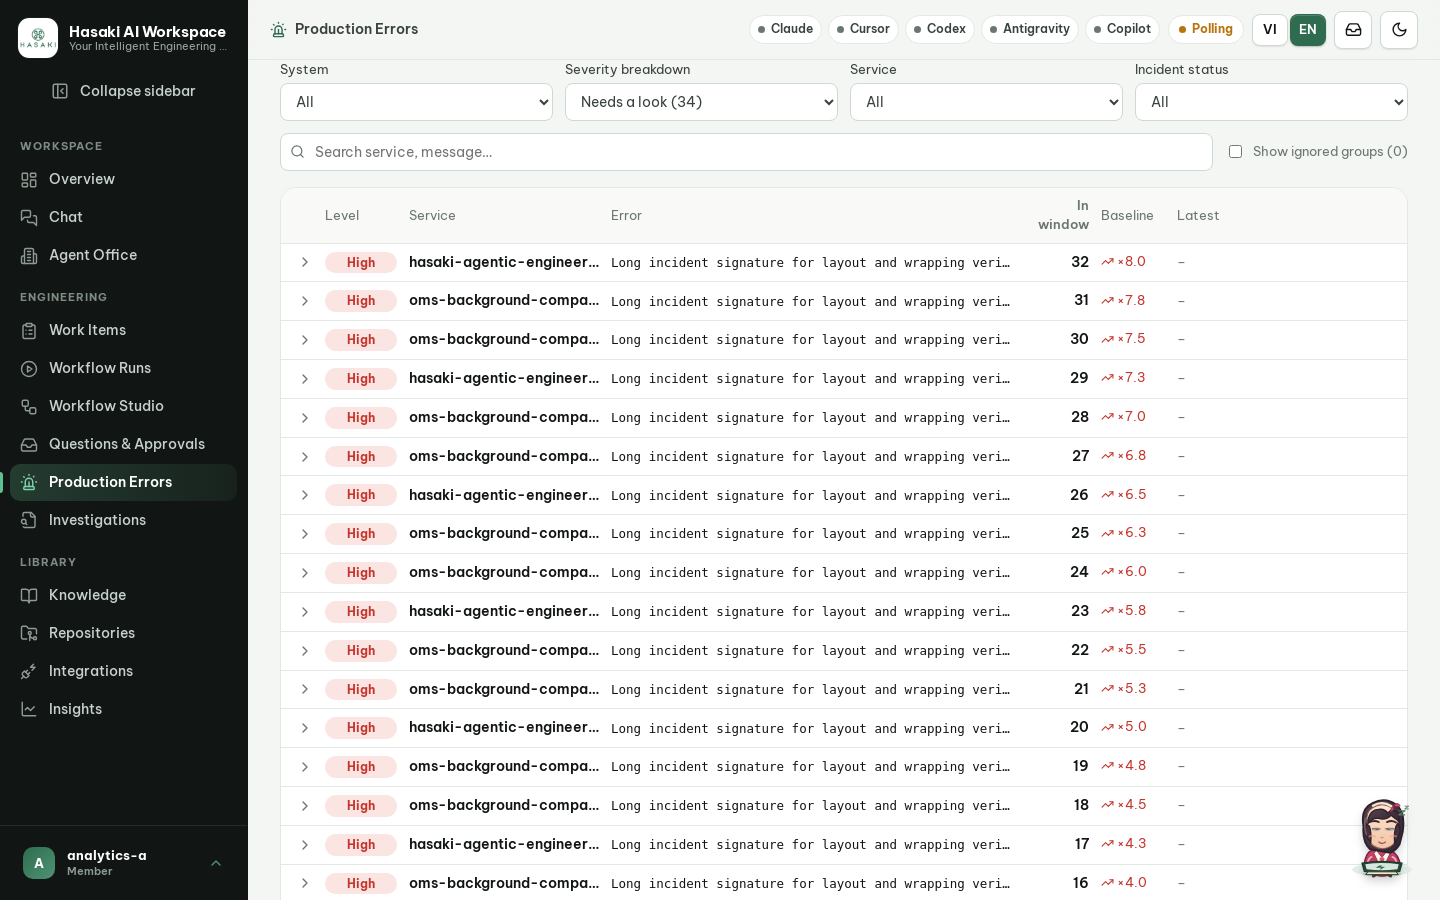 Hasaki AI Workspace
Your Intelligent Engineering ...
HASAKI
Collapse sidebar
WORKSPACE
Overview
Chat
Agent Office
ENGINEERING
Work Items
Workflow Runs
Workflow Studio
Questions & Approvals
Production Errors
Investigations
LIBRARY
Knowledge
Repositories
Integrations
Insights
A
analytics-a
Member
Production Errors
Claude Cursor Codex Antigravity Copilot Polling VI EN
System Severity breakdown Service Incident status
All Needs a look (34) All All
Search service, message... Show ignored groups (0)
Level Service Error In window Baseline Latest
High hasaki-agentic-engineer... Long incident signature for layout and wrapping veri… 32 ×8.0 –
High oms-background-compa... Long incident signature for layout and wrapping veri… 31 ×7.8 –
High oms-background-compa... Long incident signature for layout and wrapping veri… 30 ×7.5 –
High hasaki-agentic-engineer... Long incident signature for layout and wrapping veri… 29 ×7.3 –
High oms-background-compa... Long incident signature for layout and wrapping veri… 28 ×7.0 –
High oms-background-compa... Long incident signature for layout and wrapping veri… 27 ×6.8 –
High hasaki-agentic-engineer... Long incident signature for layout and wrapping veri… 26 ×6.5 –
High oms-background-compa... Long incident signature for layout and wrapping veri… 25 ×6.3 –
High oms-background-compa... Long incident signature for layout and wrapping veri… 24 ×6.0 –
High hasaki-agentic-engineer... Long incident signature for layout and wrapping veri… 23 ×5.8 –
High oms-background-compa... Long incident signature for layout and wrapping veri… 22 ×5.5 –
High oms-background-compa... Long incident signature for layout and wrapping veri… 21 ×5.3 –
High hasaki-agentic-engineer... Long incident signature for layout and wrapping veri… 20 ×5.0 –
High oms-background-compa... Long incident signature for layout and wrapping veri… 19 ×4.8 –
High oms-background-compa... Long incident signature for layout and wrapping veri… 18 ×4.5 –
High hasaki-agentic-engineer... Long incident signature for layout and wrapping veri… 17 ×4.3 –
High oms-background-compa... Long incident signature for layout and wrapping veri… 16 ×4.0 –